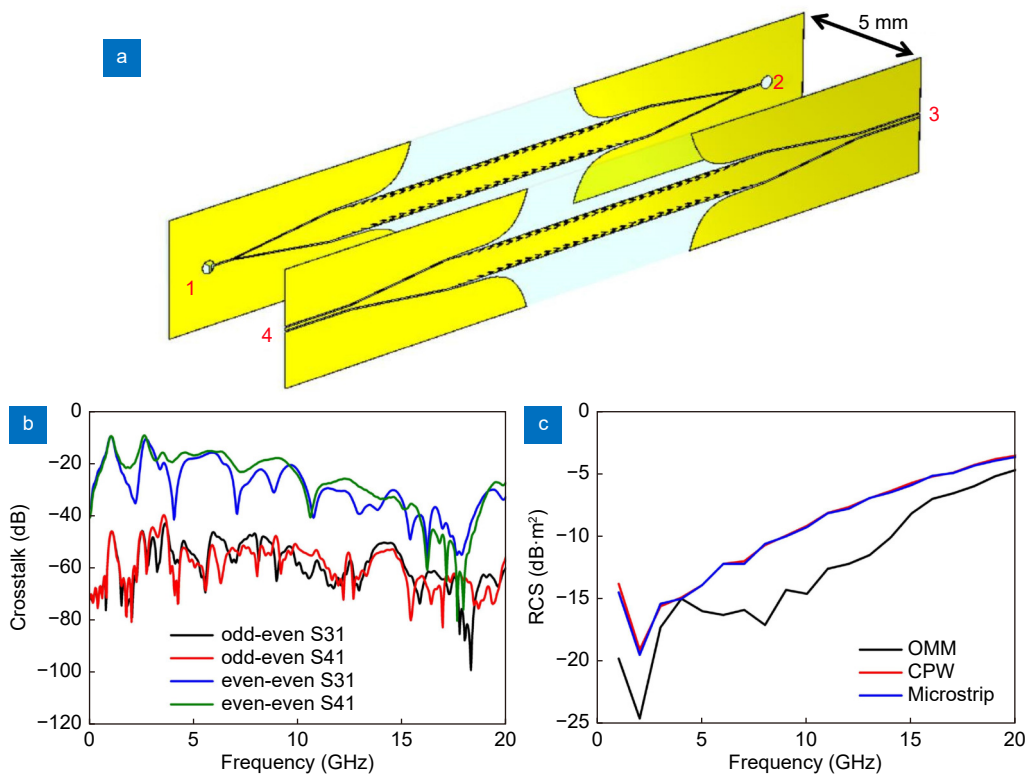 a
5 mm
2
3
1
4
b
0
−20
−40
−60
−80
−100
−120
Crosstalk (dB)
odd-even S31
odd-even S41
even-even S31
even-even S41
0
5
10
15
20
Frequency (GHz)
c
0
−5
−10
−15
−20
−25
RCS (dB·m²)
OMM
CPW
Microstrip
0
5
10
15
20
Frequency (GHz)